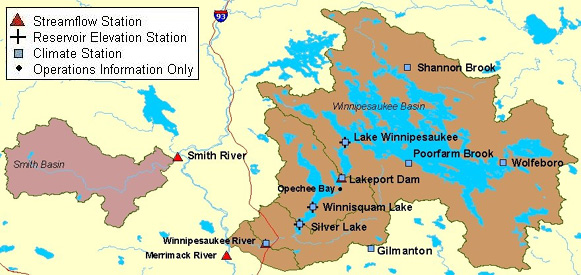 Streamflow Station
Reservoir Elevation Station
Climate Station
Operations Information Only
93
Shannon Brook
Winnipesaukee Basin
Lake Winnipesaukee
Smith River
Poorfarm Brook
Wolfeboro
Smith Basin
Lakeport Dam
Opechee Bay
Winnisquam Lake
Silver Lake
Winnipesaukee River
Merrimack River
Gilmanton